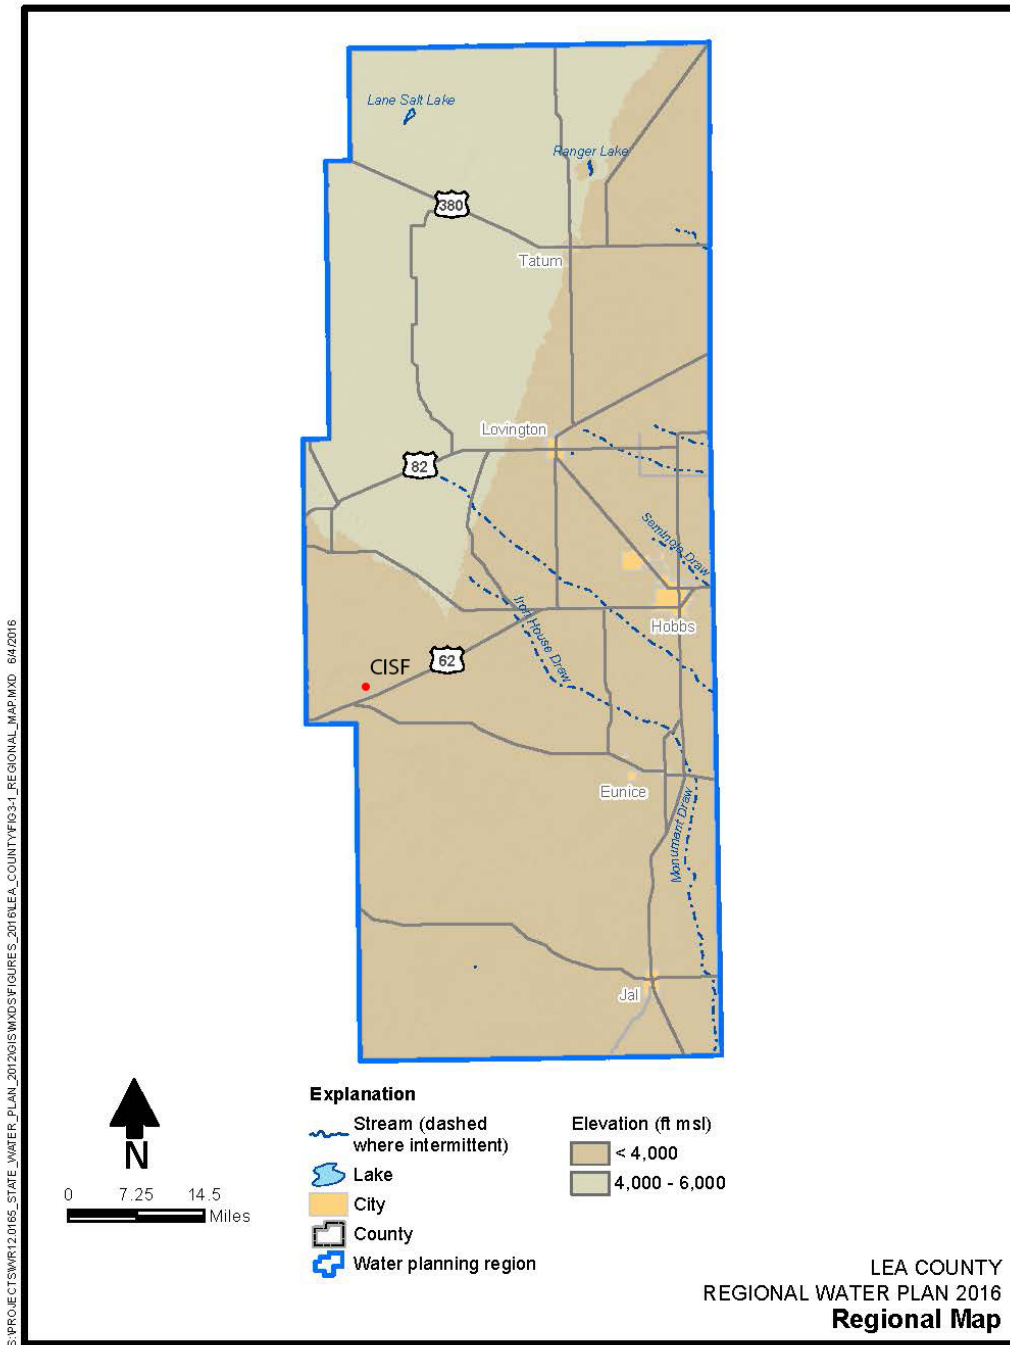 Lane Salt Lake
Ranger Lake
380
Tatum
Lovington
82
Seminole Draw
Hobbs
Iron House Draw
62
CISF
Eunice
Monument Draw
Jal
N
0 7.25 14.5
Miles
Explanation
Stream (dashed
where intermittent)
Lake
City
County
Water planning region
Elevation (ft msl)
< 4,000
4,000 - 6,000
LEA COUNTY
REGIONAL WATER PLAN 2016
Regional Map
S:\PROJECTS\WR12.0165_STATE_WATER_PLAN_2012\GIS\MXDS\FIGURES_2016\LEA_COUNTY\FIG3-1_REGIONAL_MAP.MXD 6/4/2016